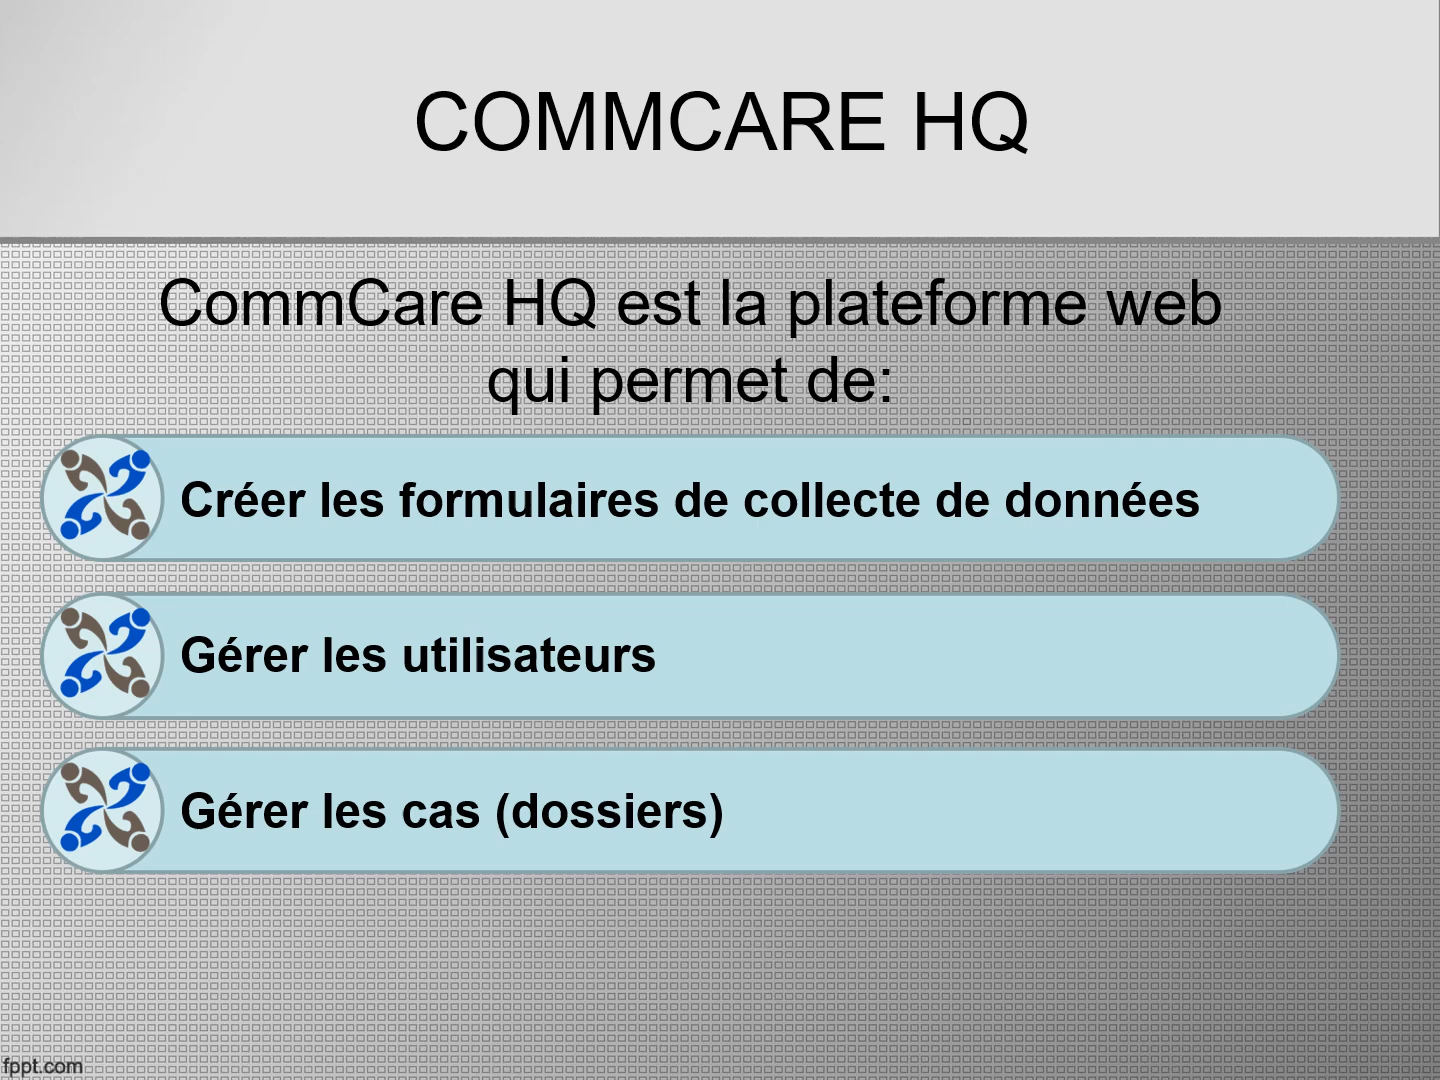 COMMCARE HQ
CommCare HQ est la plateforme web
qui permet de:
Créer les formulaires de collecte de données
Gérer les utilisateurs
Gérer les cas (dossiers)
fppt.com